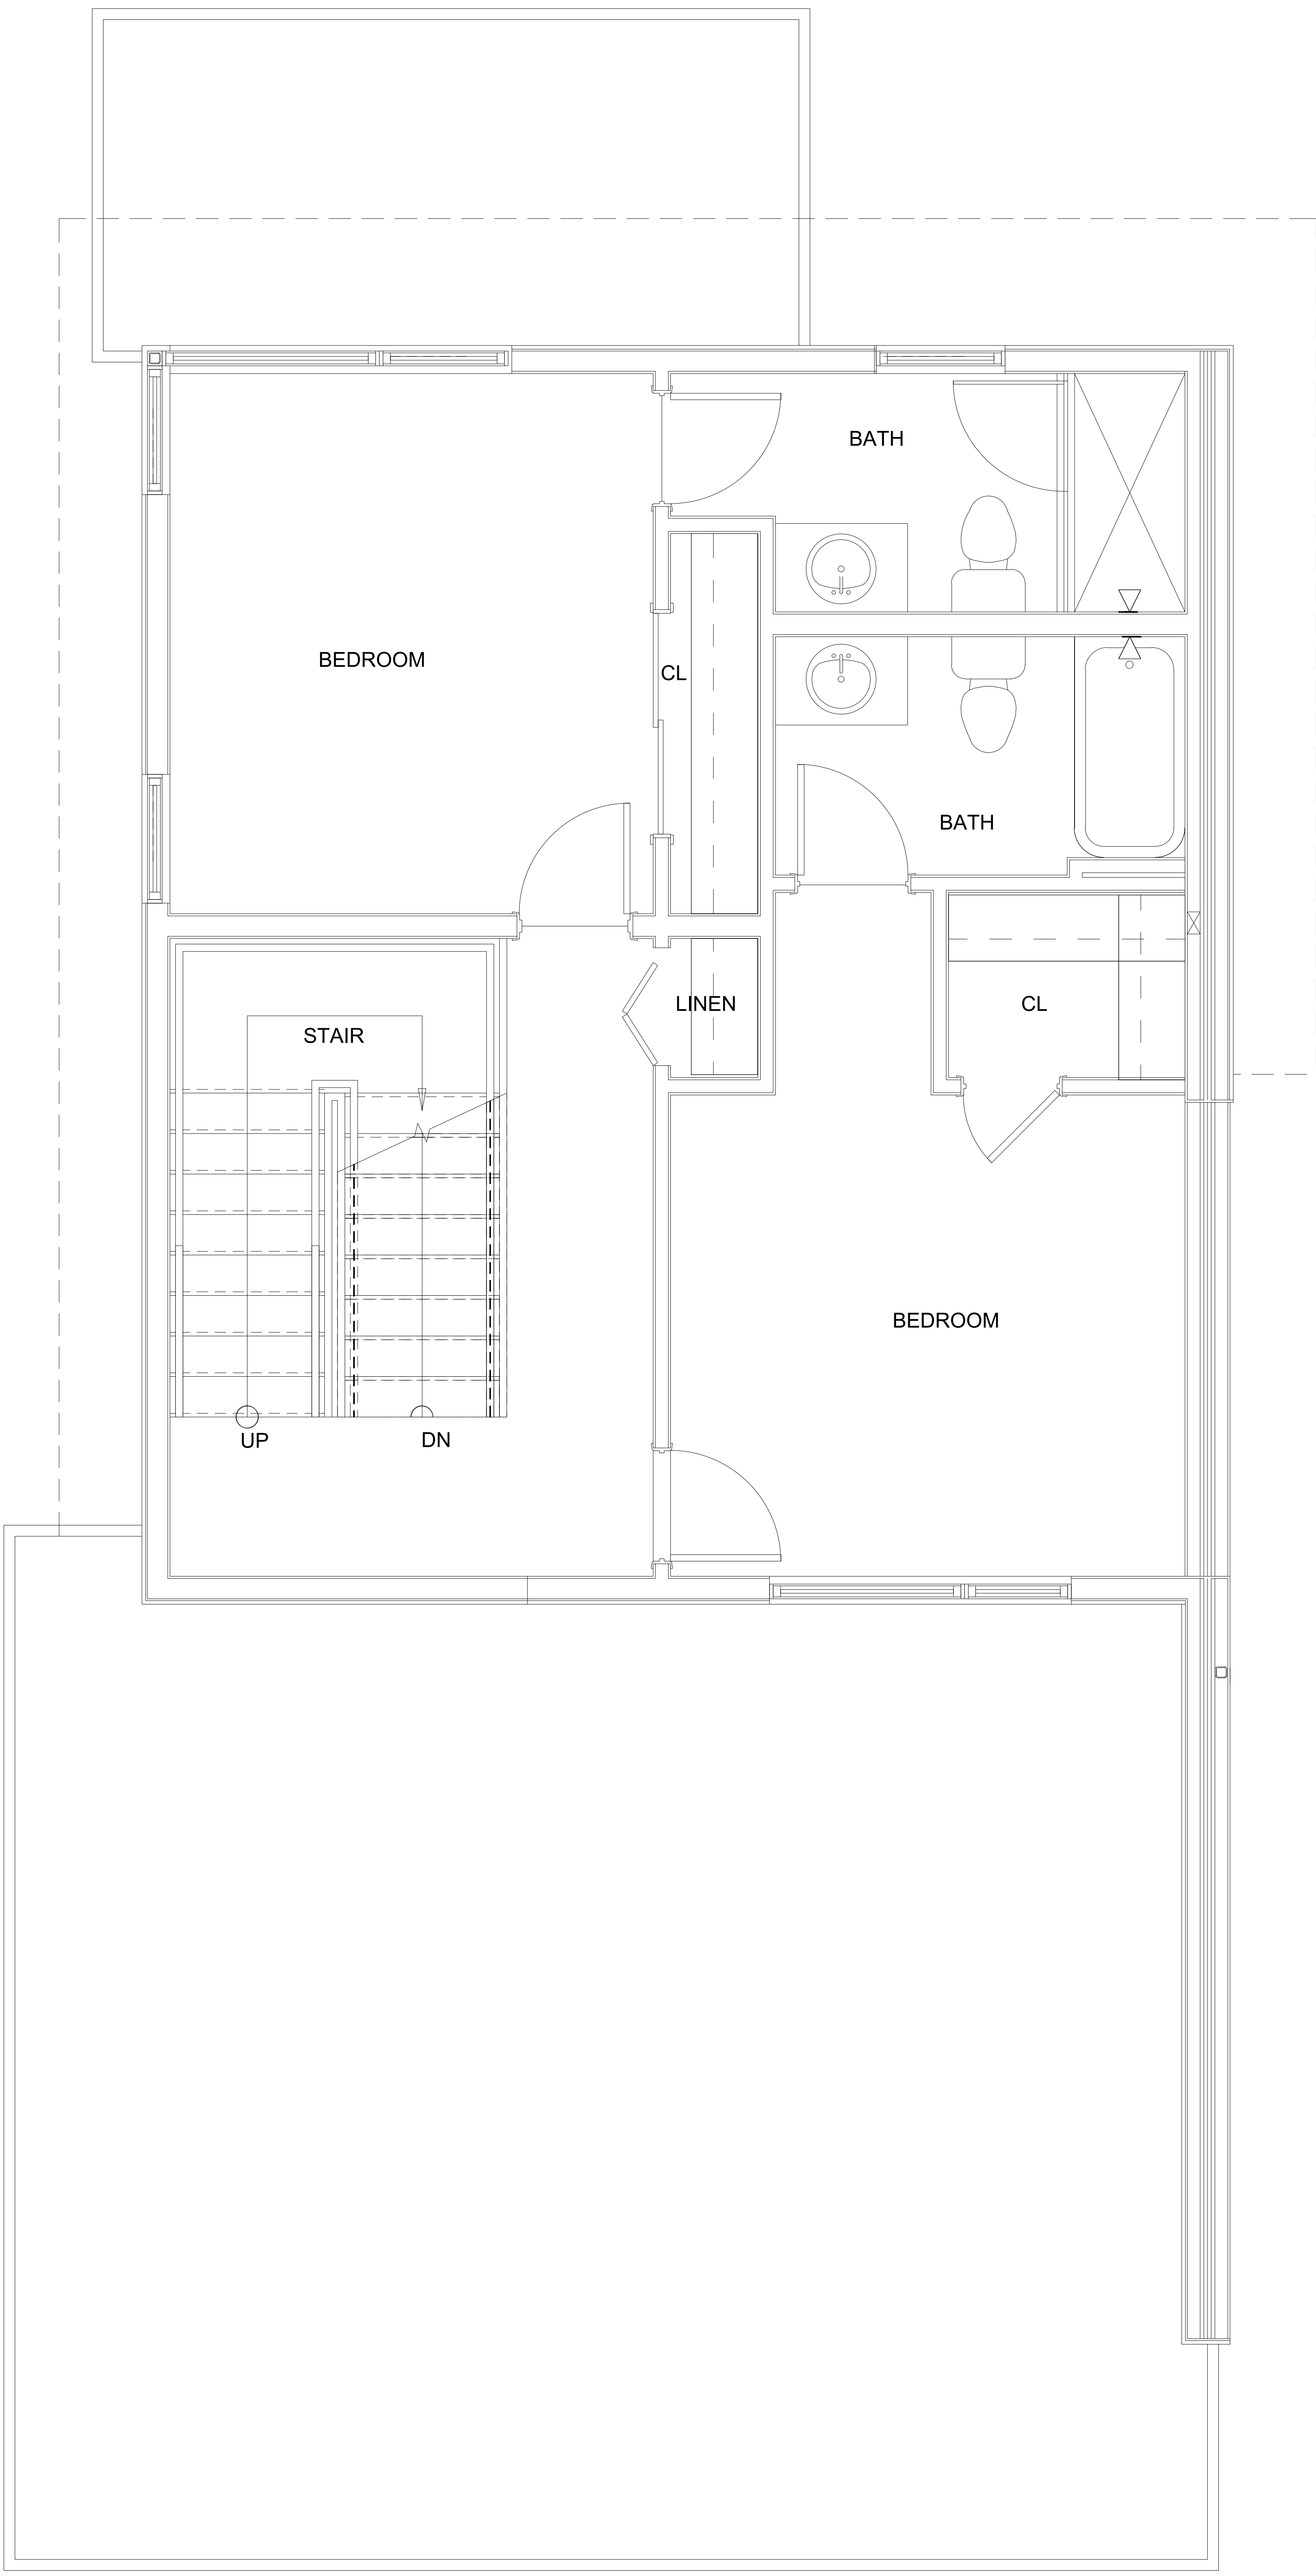 BATH
BEDROOM
CL
BATH
LINEN
CL
STAIR
BEDROOM
UP
DN